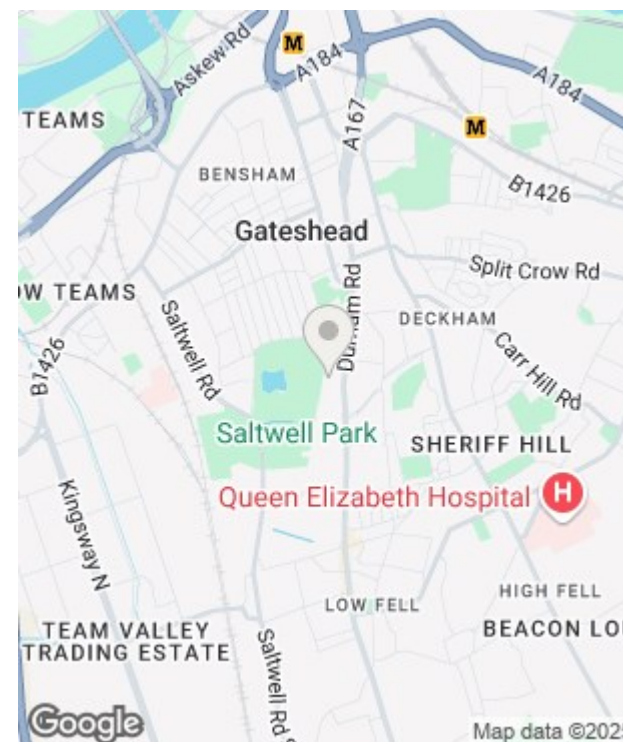 Askew Rd
M
A184
A184
TEAMS
A167
M
BENSHAM
B1426
Gateshead
Split Crow Rd
OW TEAMS
Durham Rd
DECKHAM
Saltwell Rd
B1426
Carr Hill Rd
Saltwell Park
SHERIFF HILL
Queen Elizabeth Hospital
H
Kingsway N
HIGH FELL
LOW FELL
BEACON LO
TEAM VALLEY
TRADING ESTATE
Saltwell Rd S
Google
Map data ©2025